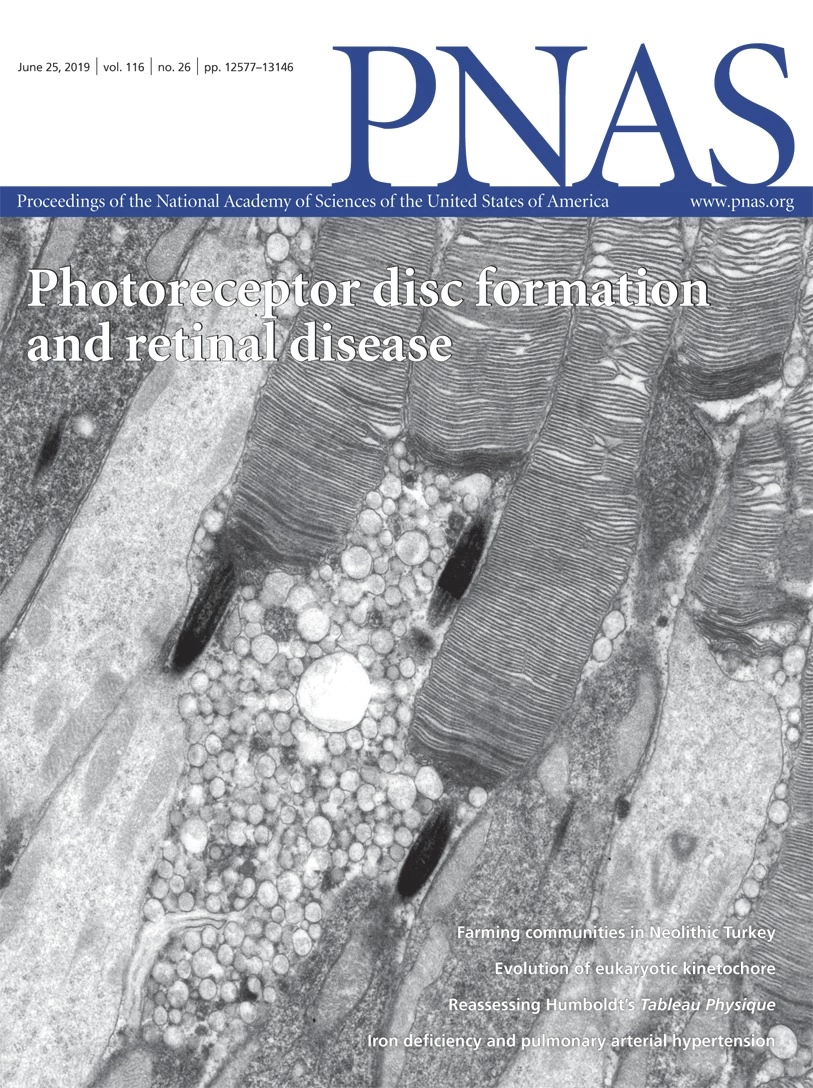 June 25, 2019 | vol. 116 | no. 26 | pp. 12577–13146
PNAS
Proceedings of the National Academy of Sciences of the United States of America www.pnas.org
Photoreceptor disc formation
and retinal disease
Farming communities in Neolithic Turkey
Evolution of eukaryotic kinetochore
Reassessing Humboldt’s Tableau Physique
Iron deficiency and pulmonary arterial hypertension